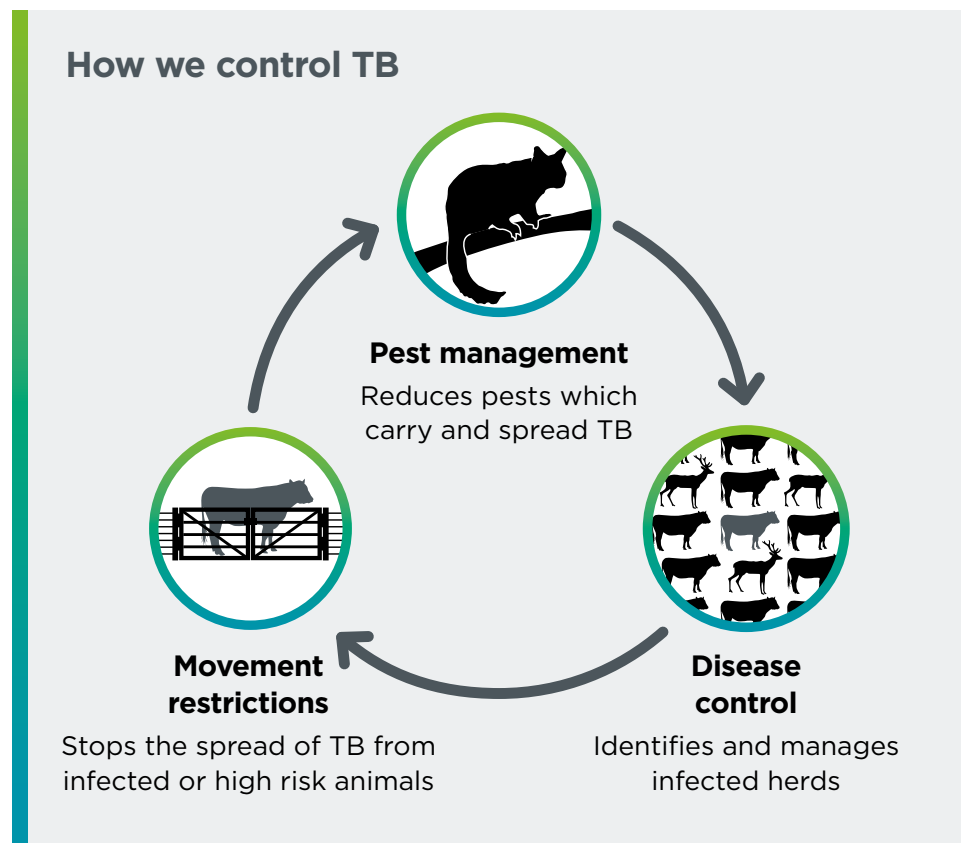 How we control TB
Pest management
Reduces pests which
carry and spread TB
Movement
restrictions
Stops the spread of TB from
infected or high risk animals
Disease
control
Identifies and manages
infected herds